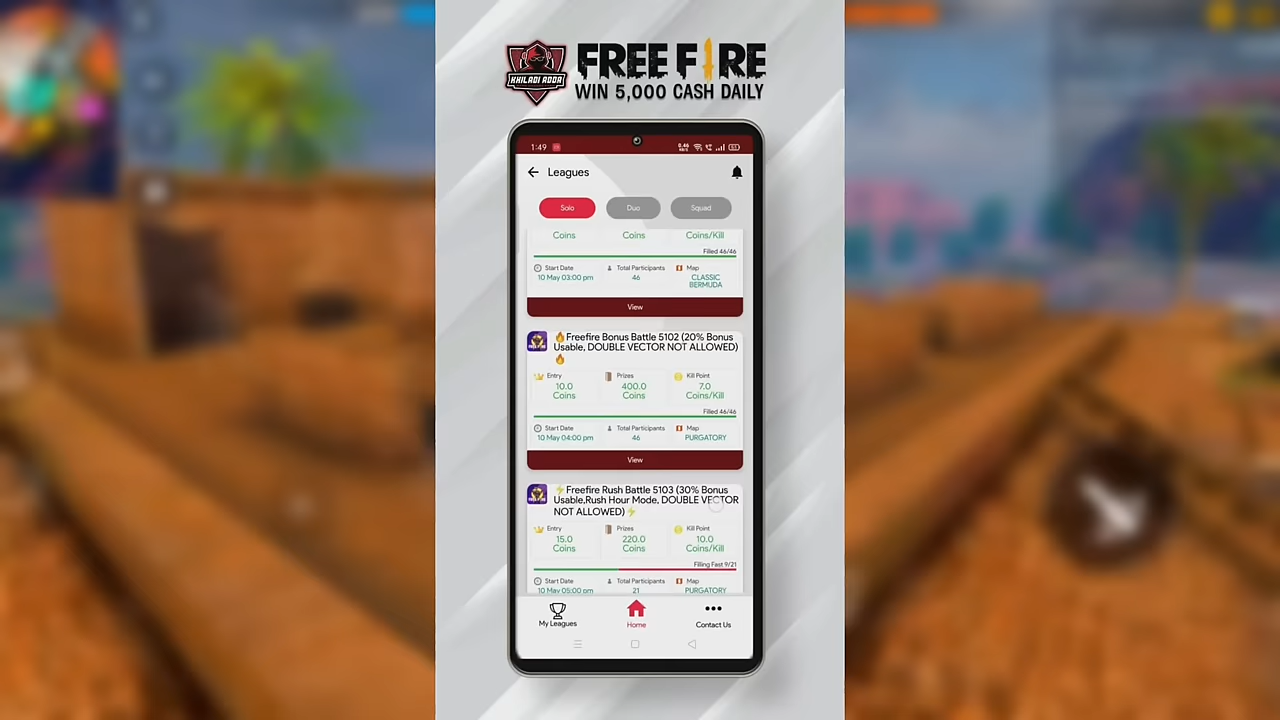 KHILADI ADDA
FREE FIRE
WIN 5,000 CASH DAILY
1:49
Leagues
Solo Duo Squad
Coins Coins Coins/Kill
Filled 46/46
Start Date Total Participants Map
10 May 03:00 pm 46 CLASSIC
BERMUDA
View
🔥Freefire Bonus Battle 5102 (20% Bonus
Usable, DOUBLE VECTOR NOT ALLOWED)
🔥
Entry Prizes Kill Point
10.0 400.0 7.0
Coins Coins Coins/Kill
Filled 46/46
Start Date Total Participants Map
10 May 04:00 pm 46 PURGATORY
View
⚡Freefire Rush Battle 5103 (30% Bonus
Usable,Rush Hour Mode, DOUBLE VECTOR
NOT ALLOWED)⚡
Entry Prizes Kill Point
15.0 220.0 10.0
Coins Coins Coins/Kill
Filling Fast 9/21
Start Date Total Participants Map
10 May 05:00 pm 21 PURGATORY
My Leagues Home Contact Us